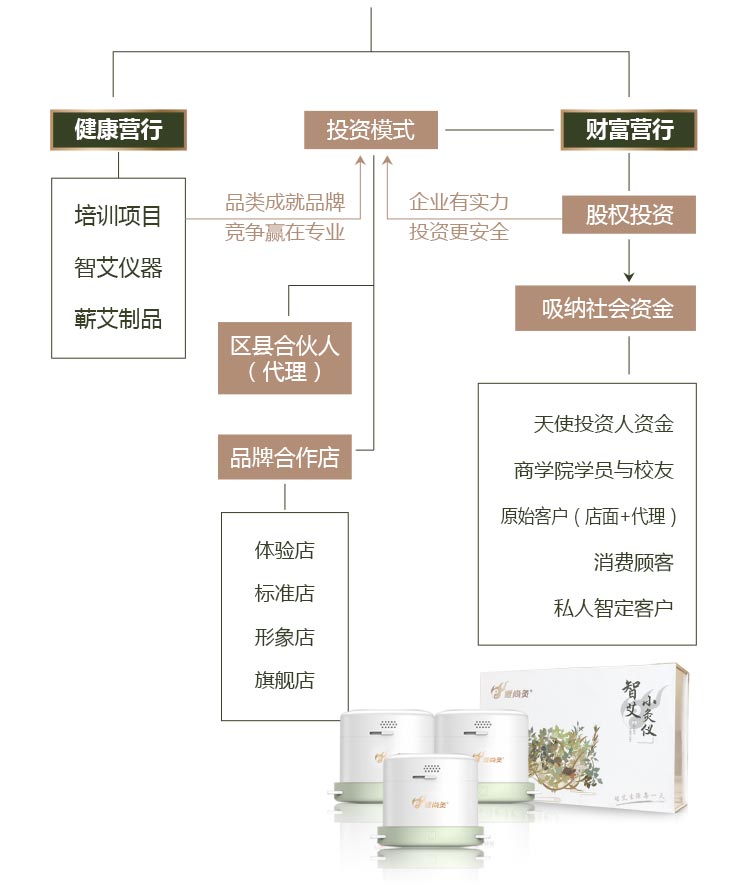 健康营行
投资模式
财富营行
培训项目
智艾仪器
蕲艾制品
品类成就品牌
竞争赢在专业
企业有实力
投资更安全
股权投资
吸纳社会资金
区县合伙人
（代理）
品牌合作店
体验店
标准店
形象店
旗舰店
天使投资人资金
商学院学员与校友
原始客户（店面+代理）
消费顾客
私人智定客户
智艾
小灸仪